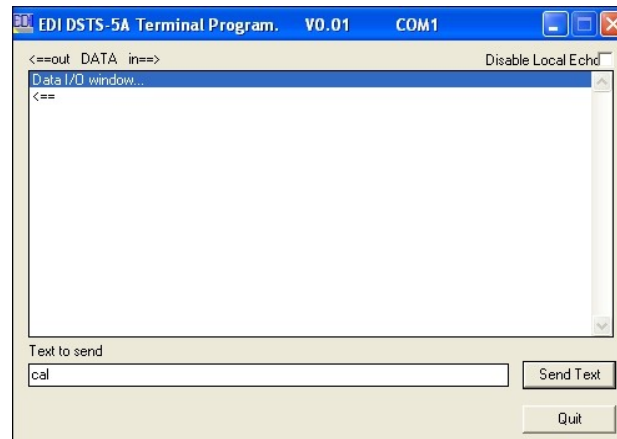 EDI EDI DSTS-5A Terminal Program. V0.01 COM1
<==out DATA in==> Disable Local Echo
Data I/O window...
<==
Text to send
cal Send Text
Quit